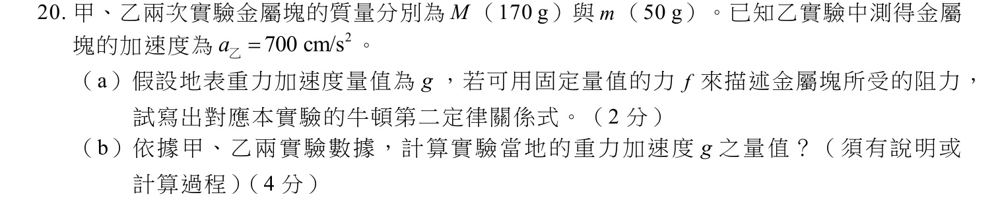 20. 甲、乙兩次實驗金屬塊的質量分別為 M（170 g）與 m（50 g）。已知乙實驗中測得金屬
塊的加速度為 a乙 = 700 cm/s²。
（a）假設地表重力加速度量值為 g，若可用固定量值的力 f 來描述金屬塊所受的阻力，
試寫出對應本實驗的牛頓第二定律關係式。（2 分）
（b）依據甲、乙兩實驗數據，計算實驗當地的重力加速度 g 之量值？（須有說明或
計算過程）（4 分）